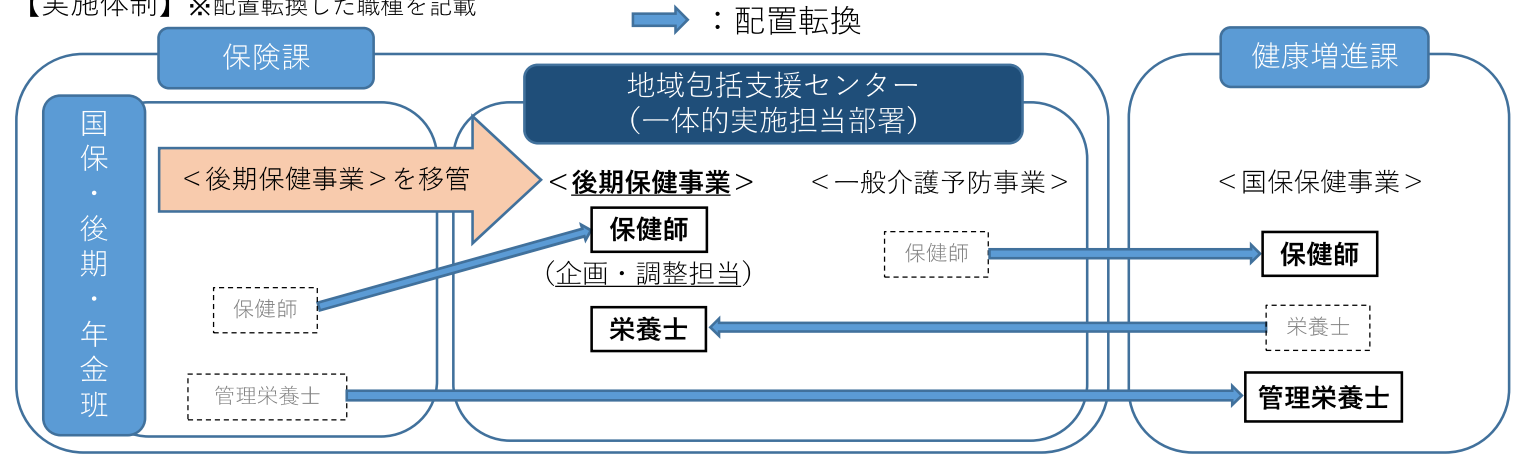 【実施体制】※配置転換した職種を記載
：配置転換
保険課
健康増進課
地域包括支援センター
（一体的実施担当部署）
国保・後期・年金班
＜後期保健事業＞を移管
＜後期保健事業＞
＜一般介護予防事業＞
＜国保保健事業＞
保健師
（企画・調整担当）
保健師
保健師
保健師
栄養士
栄養士
管理栄養士
管理栄養士